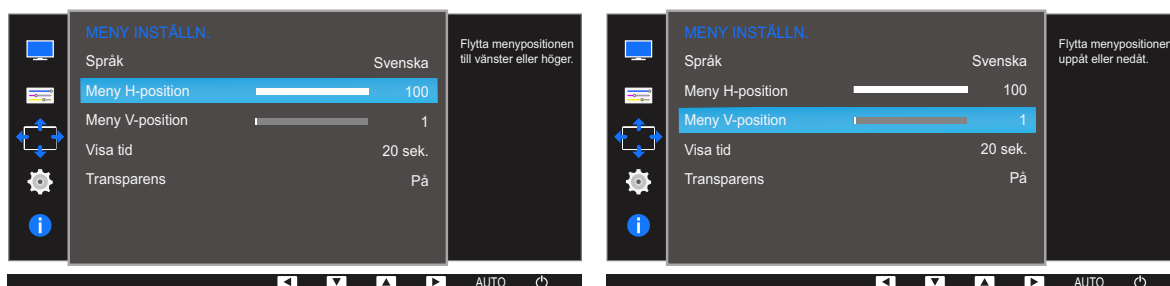 MENY INSTÄLLN.
Språk Svenska
Meny H-position 100
Meny V-position 1
Visa tid 20 sek.
Transparens På
Flytta menypositionen
till vänster eller höger.
AUTO
MENY INSTÄLLN.
Språk Svenska
Meny H-position 100
Meny V-position 1
Visa tid 20 sek.
Transparens På
Flytta menypositionen
uppåt eller nedåt.
AUTO